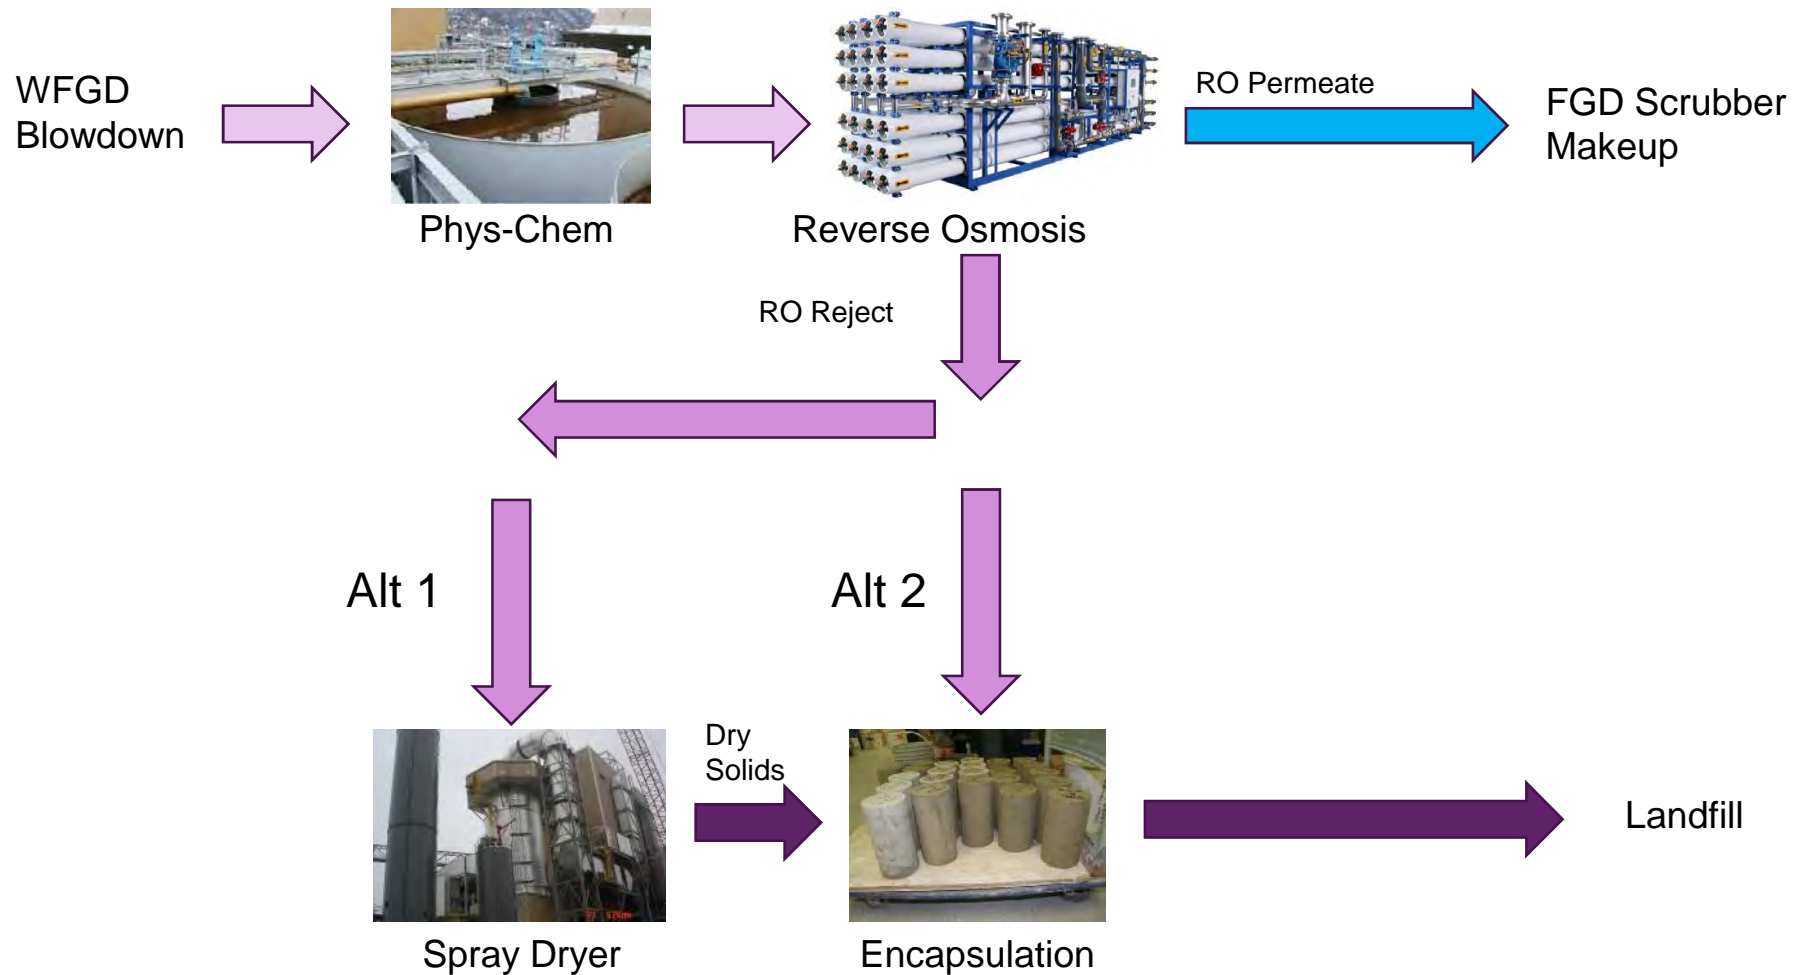 WFGD
Blowdown
Phys-Chem
Reverse Osmosis
RO Permeate
FGD Scrubber
Makeup
RO Reject
Alt 1
Alt 2
Dry
Solids
Spray Dryer
Encapsulation
Landfill